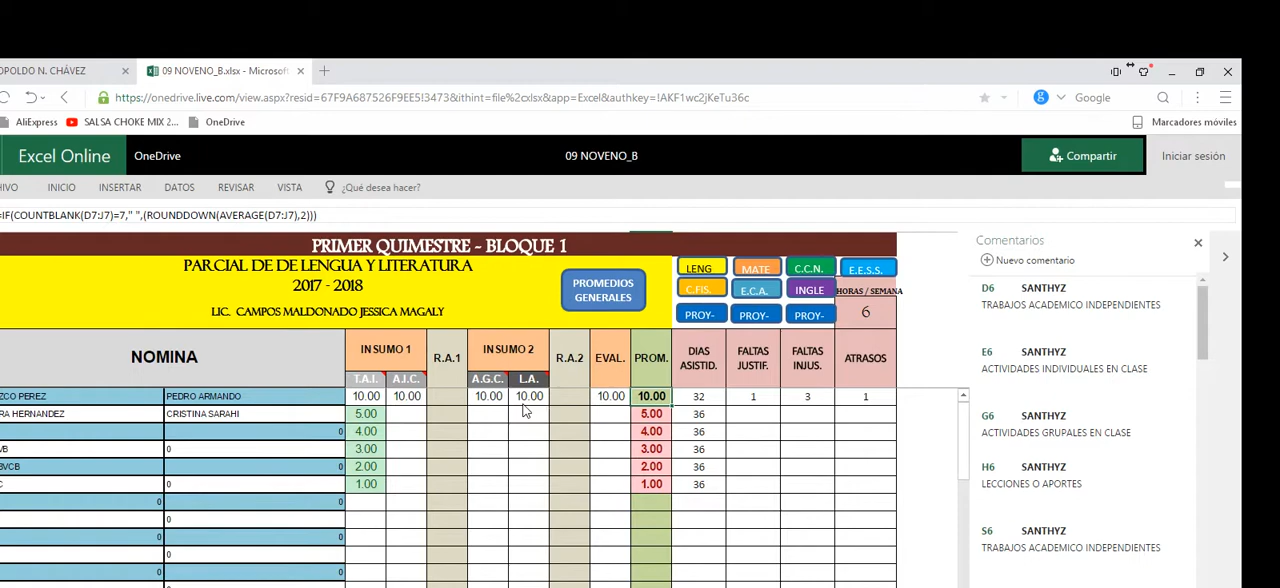 OPOLDO N. CHÁVEZ
09 NOVENO_B.xlsx - Microsoft
https://onedrive.live.com/view.aspx?resid=67F9A687526F9EE5!3473&ithint=file%2cxlsx&app=Excel&authkey=!AKF1wc2jKeTu36c
Google
AliExpress SALSA CHOKE MIX 2... OneDrive
Marcadores móviles
Excel Online OneDrive 09 NOVENO_B Compartir Iniciar sesión
IVO INICIO INSERTAR DATOS REVISAR VISTA ¿Qué desea hacer?
=IF(COUNTBLANK(D7:J7)=7," ",(ROUNDDOWN(AVERAGE(D7:J7),2)))
PRIMER QUIMESTRE - BLOQUE 1
PARCIAL DE DE LENGUA Y LITERATURA
2017 - 2018
LIC. CAMPOS MALDONADO JESSICA MAGALY
PROMEDIOS
GENERALES
LENG MATE C.C.N. E.E.S.S.
C.FIS. E.C.A. INGLE HORAS / SEMANA
PROY- PROY- PROY- 6
NOMINA
INSUMO 1 R.A.1 INSUMO 2 R.A.2 EVAL. PROM. DIAS ASISTID. FALTAS JUSTIF. FALTAS INJUS. ATRASOS
T.A.I. A.I.C. A.G.C. L.A.
ZCO PEREZ PEDRO ARMANDO 10.00 10.00 10.00 10.00 10.00 10.00 32 1 3 1
RA HERNANDEZ CRISTINA SARAHI 5.00 5.00 36
0 4.00 4.00 36
VB 0 3.00 3.00 36
BVCB 0 2.00 2.00 36
C 0 1.00 1.00 36
0 0
0
0 0
0
0 0
0
Comentarios
Nuevo comentario
D6 SANTHYZ
TRABAJOS ACADEMICO INDEPENDIENTES
E6 SANTHYZ
ACTIVIDADES INDIVIDUALES EN CLASE
G6 SANTHYZ
ACTIVIDADES GRUPALES EN CLASE
H6 SANTHYZ
LECCIONES O APORTES
S6 SANTHYZ
TRABAJOS ACADEMICO INDEPENDIENTES